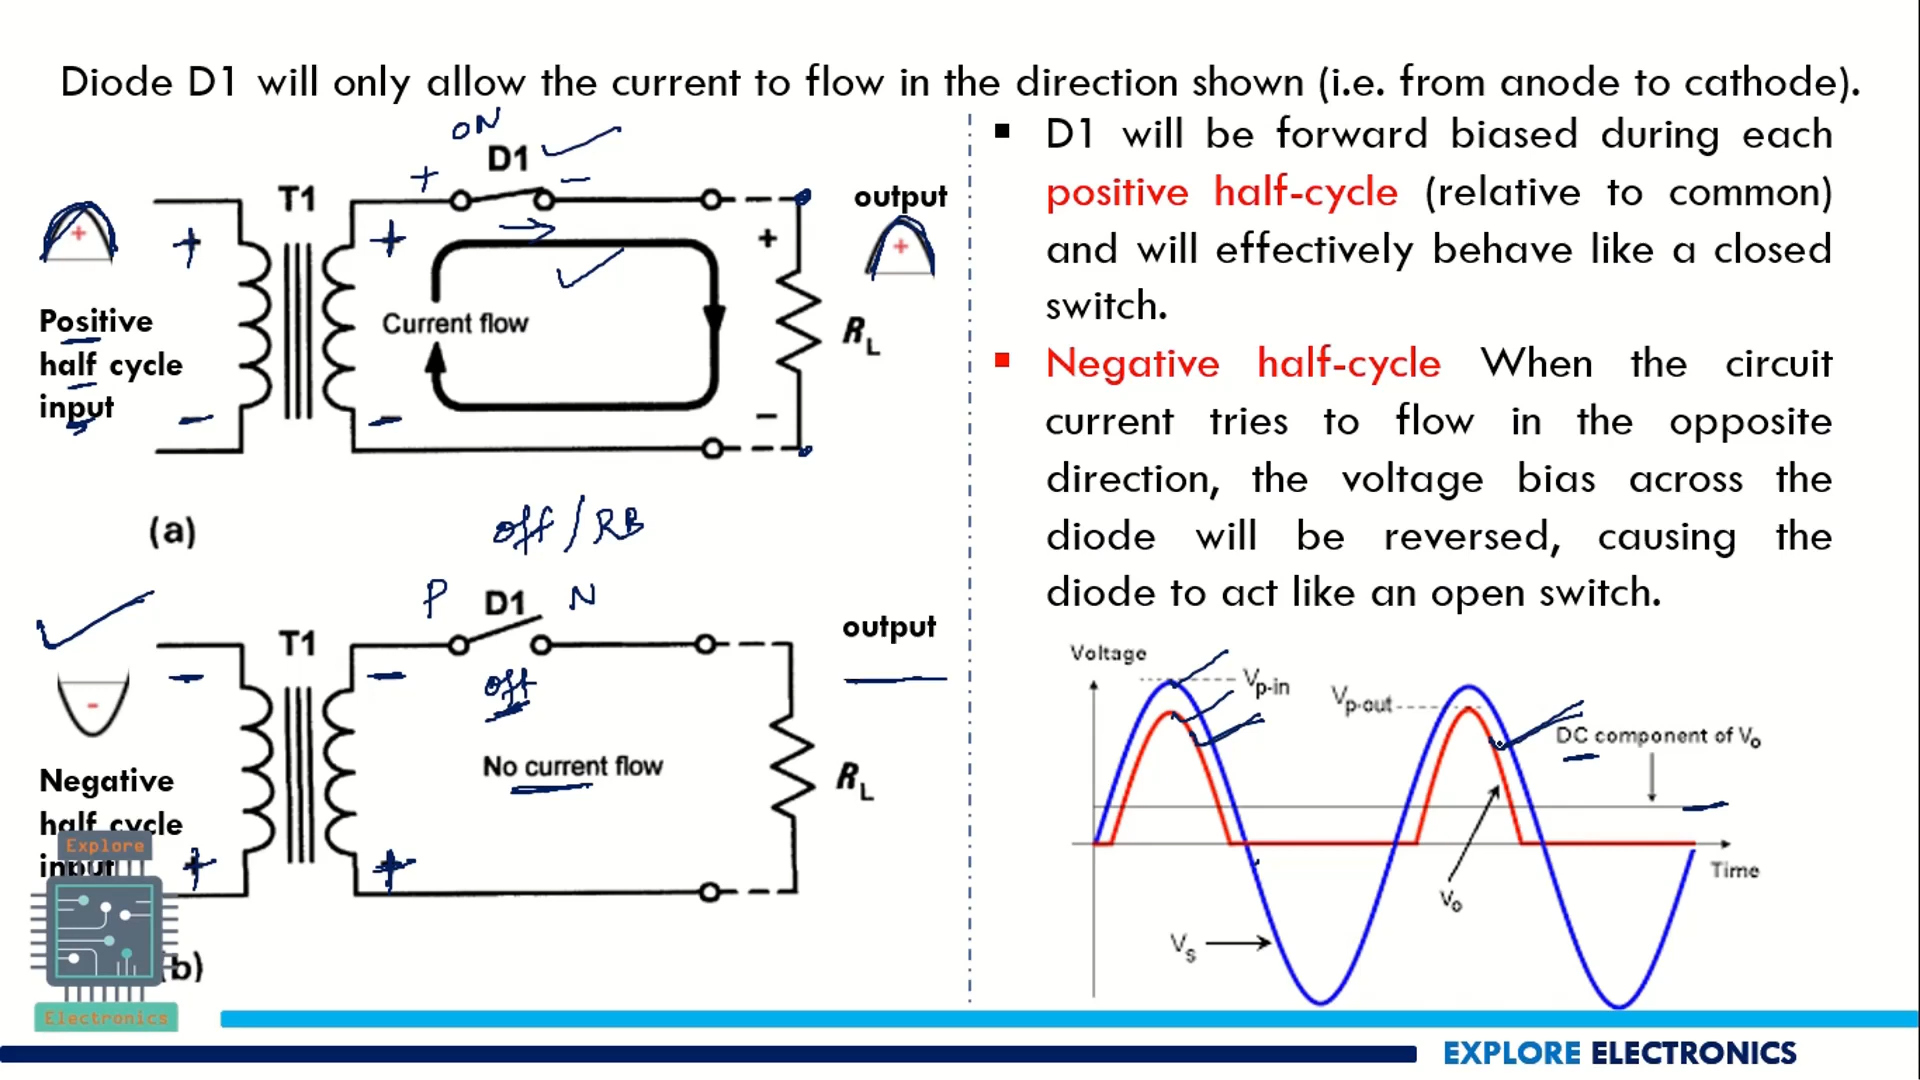 Diode D1 will only allow the current to flow in the direction shown (i.e. from anode to cathode).
ON
D1
+
−
T1
+
+
+
Current flow
−
−
+
−
R_L
output
+
Positive
half cycle
input
(a)
off / RB
P
D1
N
T1
off
−
−
-
No current flow
R_L
output
Negative
half cycle
input
+
+
(b)
Explore
Electronics
▪ D1 will be forward biased during each
positive half-cycle (relative to common)
and will effectively behave like a closed
switch.
▪ Negative half-cycle When the circuit
current tries to flow in the opposite
direction, the voltage bias across the
diode will be reversed, causing the
diode to act like an open switch.
Voltage
Vp-in
Vp-out
DC component of Vo
Time
Vo
Vs
EXPLORE ELECTRONICS